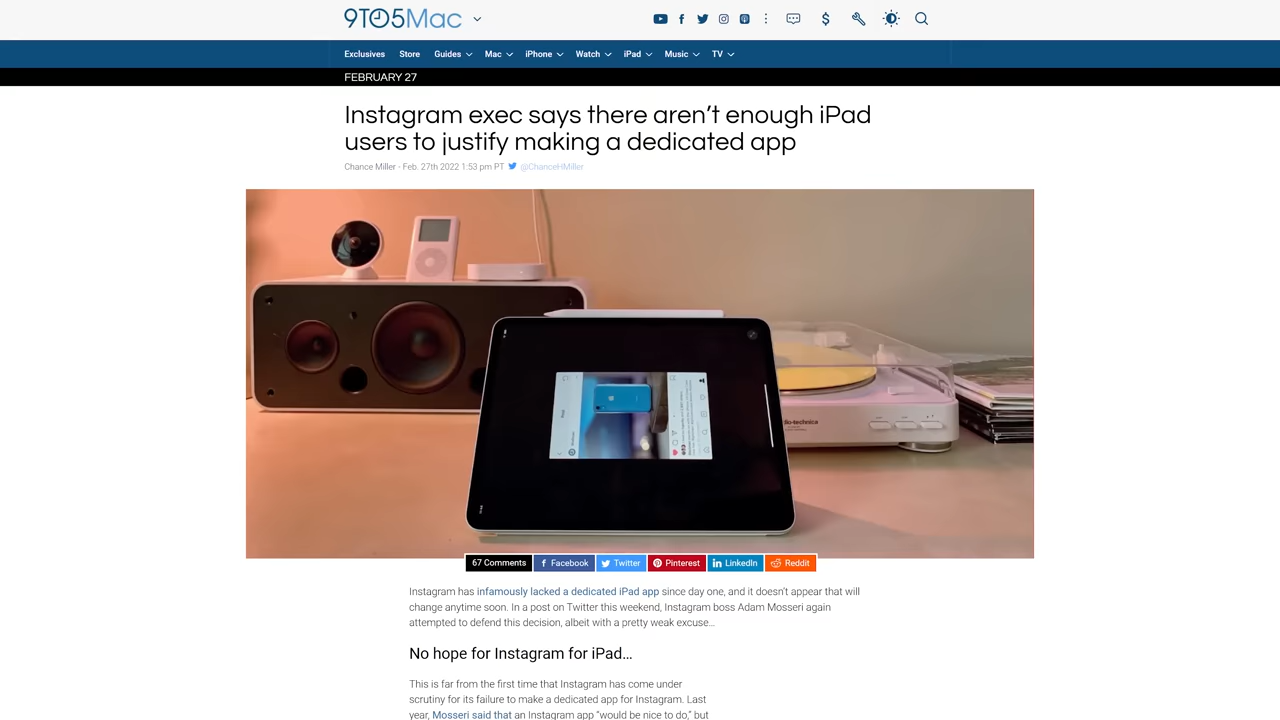 9TO5Mac
Exclusives Store Guides Mac iPhone Watch iPad Music TV
FEBRUARY 27
Instagram exec says there aren’t enough iPad
users to justify making a dedicated app
Chance Miller - Feb. 27th 2022 1:53 pm PT @ChanceHMiller
67 Comments Facebook Twitter Pinterest LinkedIn Reddit
Instagram has infamously lacked a dedicated iPad app since day one, and it doesn’t appear that will
change anytime soon. In a post on Twitter this weekend, Instagram boss Adam Mosseri again
attempted to defend this decision, albeit with a pretty weak excuse…
No hope for Instagram for iPad…
This is far from the first time that Instagram has come under
scrutiny for its failure to make a dedicated app for Instagram. Last
year, Mosseri said that an Instagram app “would be nice to do,” but